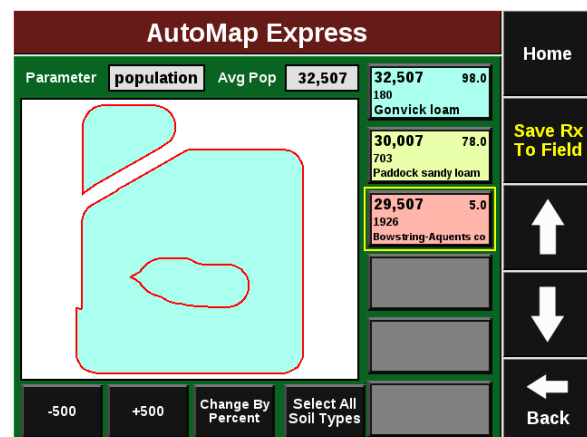 AutoMap Express
Home
Parameter population Avg Pop 32,507
32,507 98.0
180
Gonvick loam
Save Rx
To Field
30,007 78.0
703
Paddock sandy loam
29,507 5.0
1926
Bowstring-Aquents co
-500
+500
Change By
Percent
Select All
Soil Types
Back